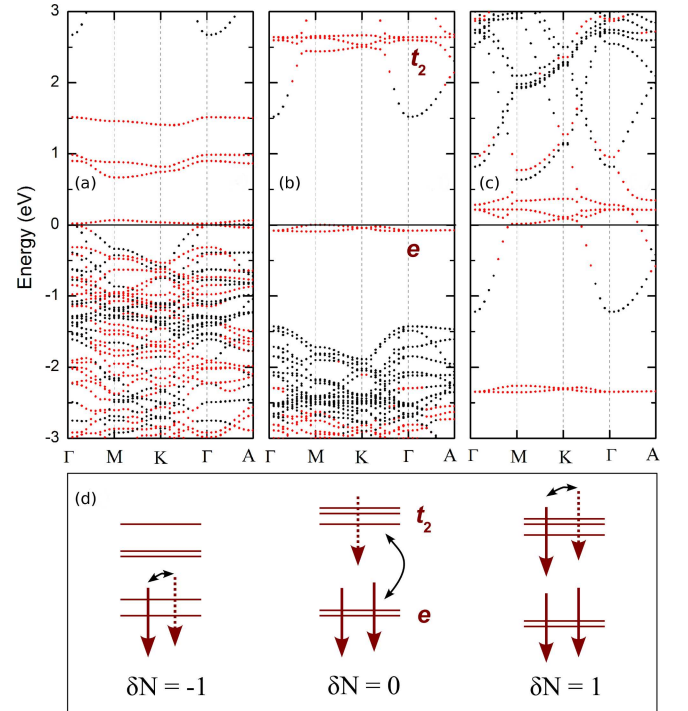 Energy (eV)
3
2
1
0
-1
-2
-3
(a)
(b)
(c)
t2
e
Γ M K Γ A
Γ M K Γ A
Γ M K Γ A
(d)
t2
e
δN = -1
δN = 0
δN = 1